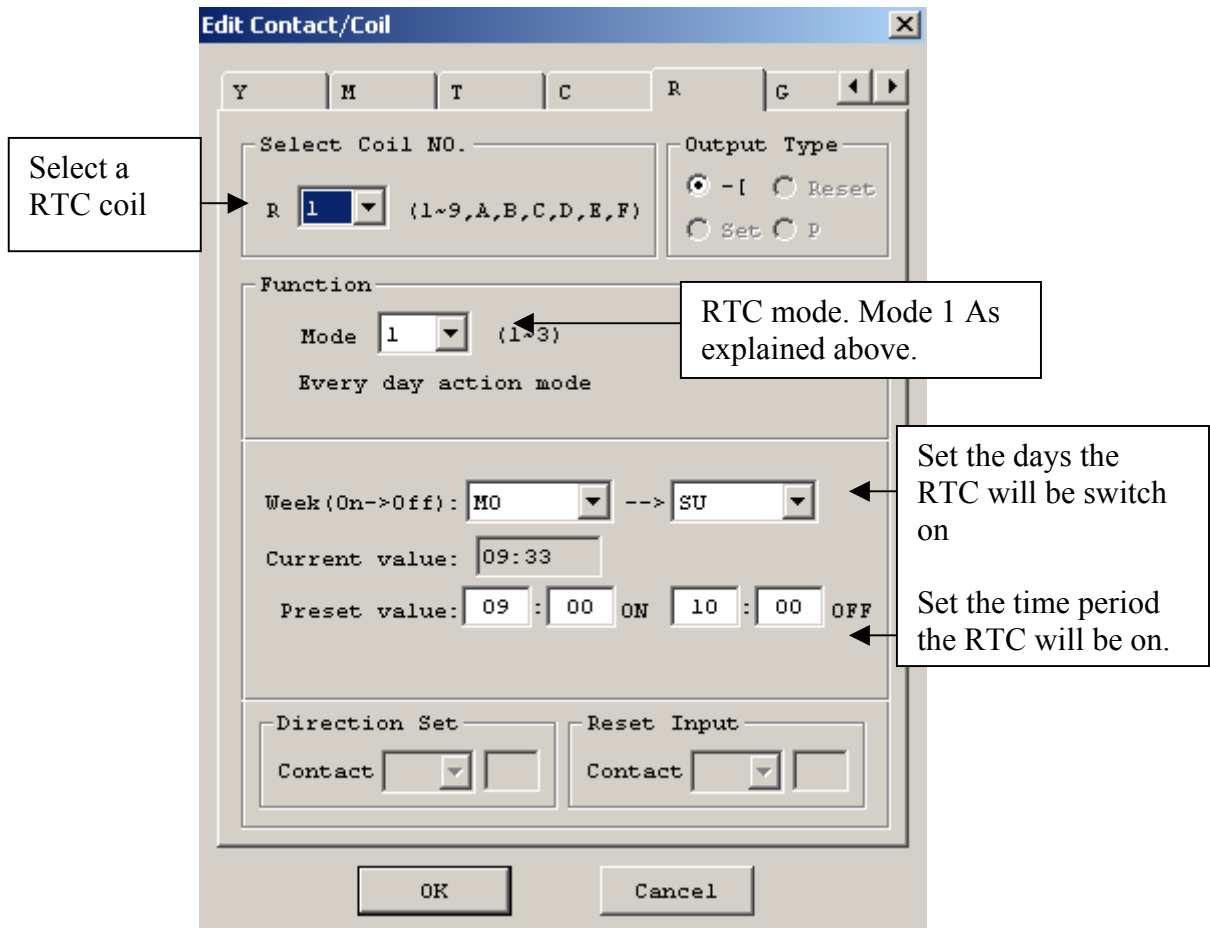 Edit Contact/Coil
Y M T C R G
Select a
RTC coil
Select Coil NO.
R 1 (1~9,A,B,C,D,E,F)
Output Type
-[ Reset
Set P
Function
Mode 1 (1~3)
Every day action mode
RTC mode. Mode 1 As
explained above.
Week(On->Off): MO --> SU
Current value: 09:33
Preset value: 09 : 00 ON 10 : 00 OFF
Set the days the
RTC will be switch
on
Set the time period
the RTC will be on.
Direction Set
Contact
Reset Input
Contact
OK Cancel